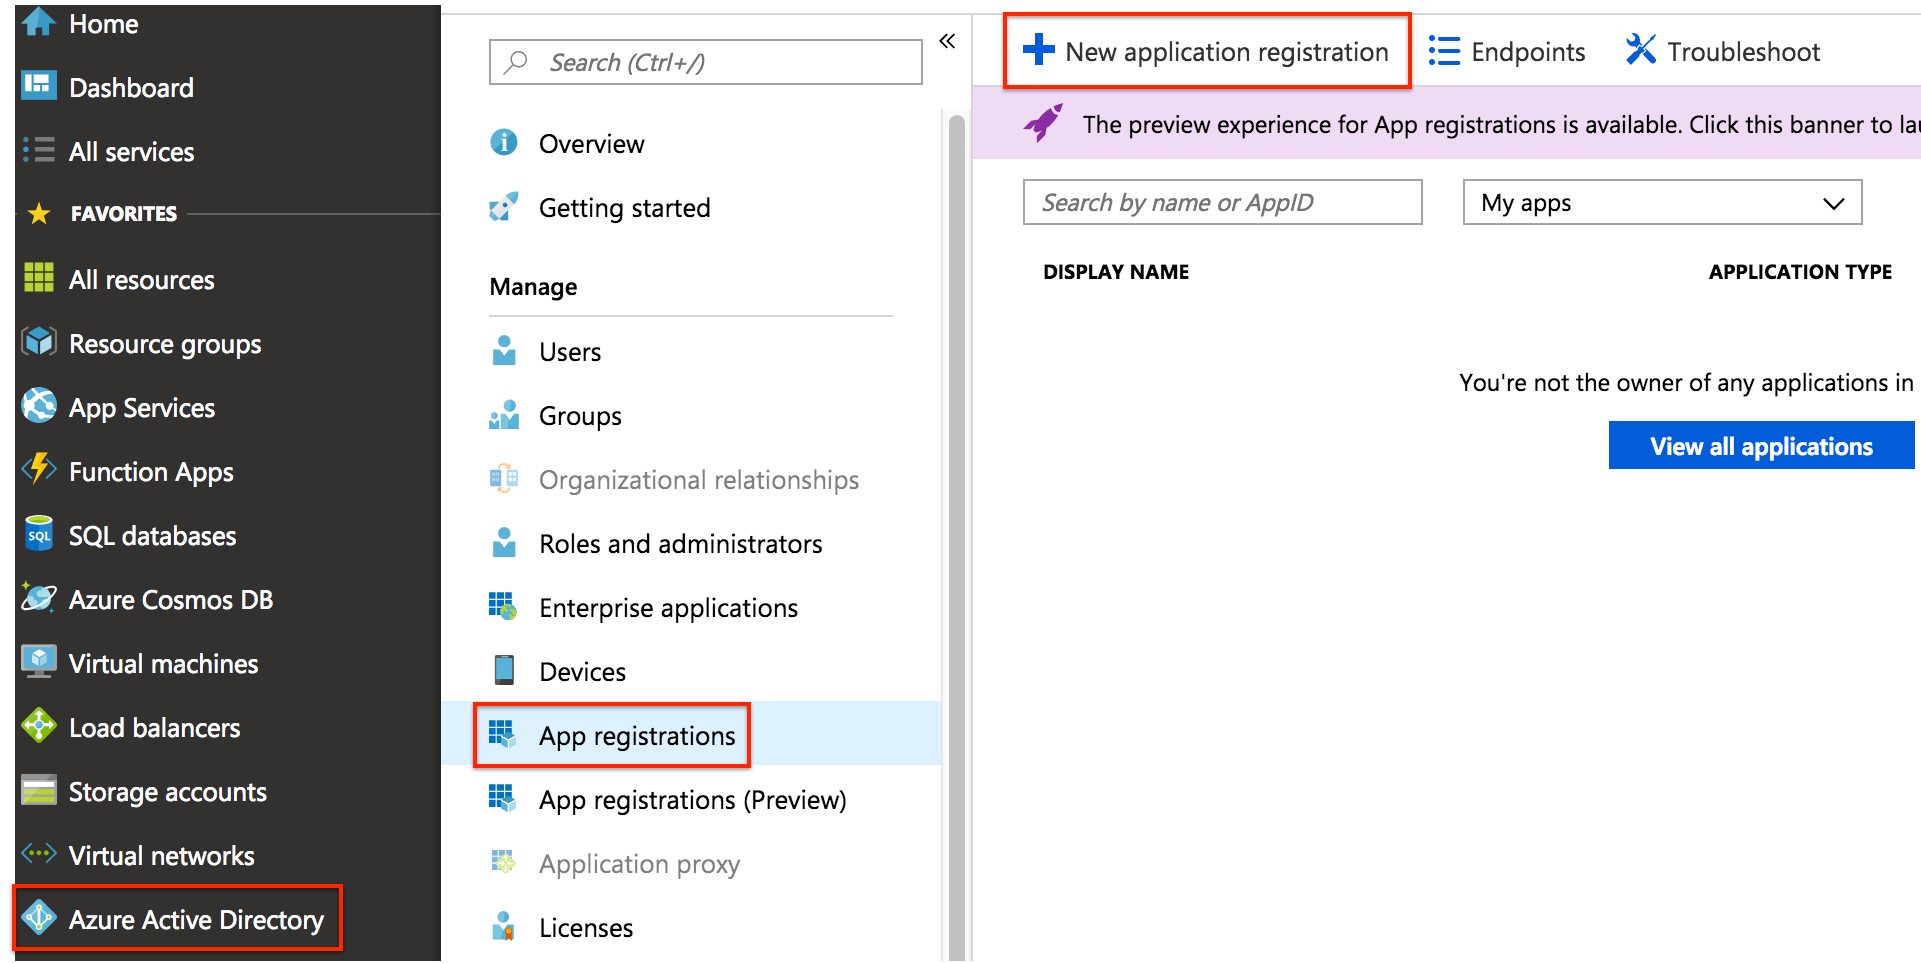 Home
Dashboard
All services
FAVORITES
All resources
Resource groups
App Services
Function Apps
SQL databases
SQL
Azure Cosmos DB
Virtual machines
Load balancers
Storage accounts
Virtual networks
Azure Active Directory
Search (Ctrl+/)
Overview
Getting started
Manage
Users
Groups
Organizational relationships
Roles and administrators
Enterprise applications
Devices
App registrations
App registrations (Preview)
Application proxy
Licenses
New application registration
Endpoints
Troubleshoot
The preview experience for App registrations is available. Click this banner to
Search by name or AppID
My apps
DISPLAY NAME
APPLICATION TYPE
You're not the owner of any applications in
View all applications